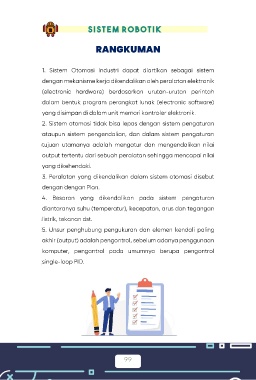 SISTEM ROBOTIK
RANGKUMAN
1. Sistem Otomasi Industri dapat diartikan sebagai sistem
dengan mekanisme kerja dikendalikan oleh peralatan elektronik
(electronic hardware) berdasarkan urutan-urutan perintah
dalam bentuk program perangkat lunak (electronic software)
yang disimpan di dalam unit memori kontroler elektronik
2. Sistem otomasi tidak bisa lepas dengan sistem pengaturan
ataupun sistem pengendalian, dan dalam sistem pengaturan
tujuan utamanya adalah mengatur dan mengendalikan nilai
output tertentu dari sebuah peralatan sehingga mencapai nilai
yang dikehendaki.
3. Peralatan yang dikendalikan dalam sistem otomasi disebut
dengan dengan Plan.
4. Besaran yang dikendalikan pada sistem pengaturan
diantaranya suhu (temperatur), kecepatan, arus dan tegangan
listrik, tekanan dst.
5. Unsur penghubung pengukuran dan elemen kendali paling
akhir (output) adalah pengontrol, sebelum adanya penggunaan
komputer, pengontrol pada umumnya berupa pengontrol
single-loop PID.
99